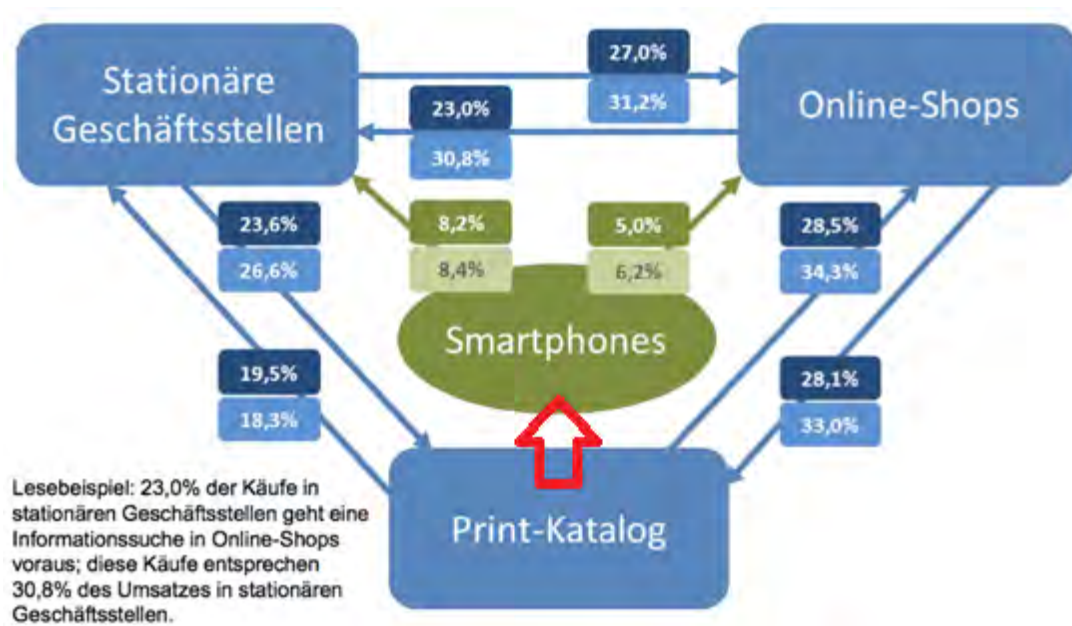 Stationäre
Geschäftsstellen
27,0%
31,2%
23,0%
30,8%
Online-Shops
23,6%
26,6%
8,2%
8,4%
5,0%
6,2%
28,5%
34,3%
Smartphones
19,5%
18,3%
28,1%
33,0%
Print-Katalog
Lesebeispiel: 23,0% der Käufe in
stationären Geschäftsstellen geht eine
Informationssuche in Online-Shops
voraus; diese Käufe entsprechen
30,8% des Umsatzes in stationären
Geschäftsstellen.